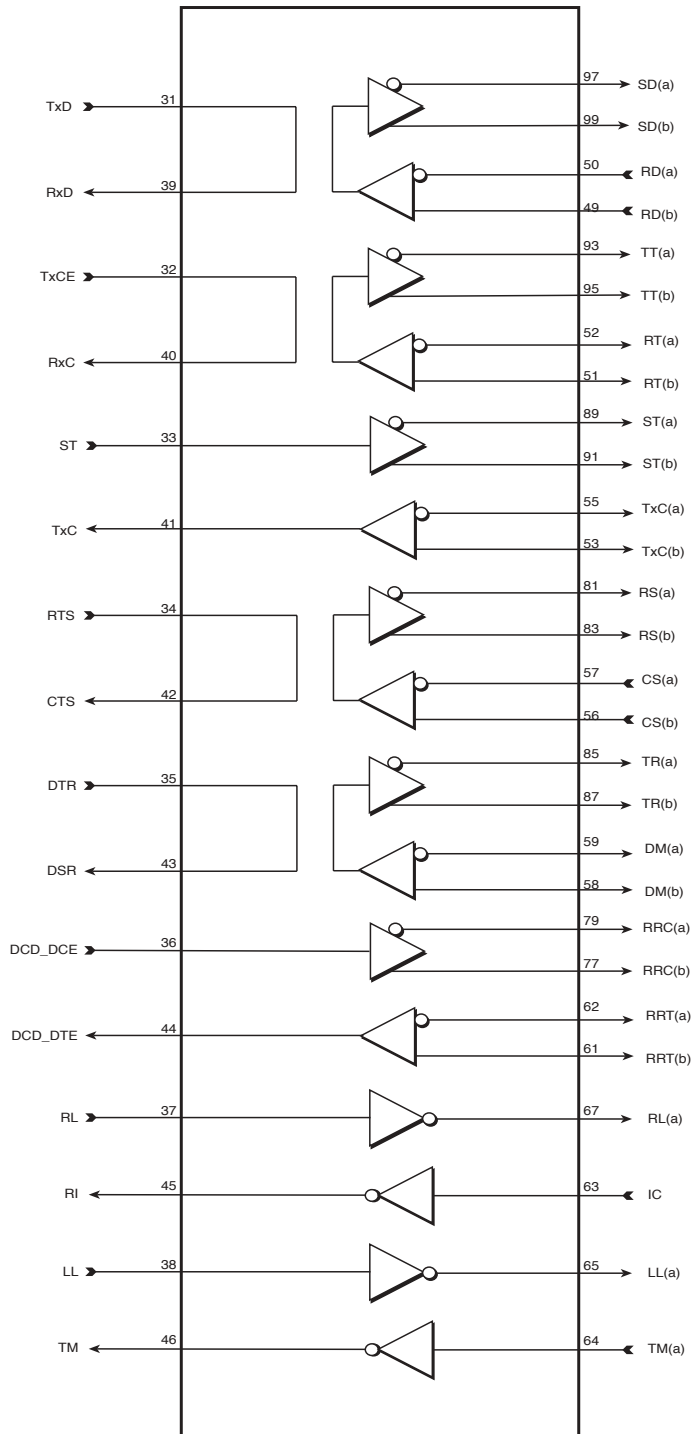 TxD 31 97 SD(a)
99 SD(b)
RxD 39 50 RD(a)
49 RD(b)
TxCE 32 93 TT(a)
95 TT(b)
RxC 40 52 RT(a)
51 RT(b)
ST 33 89 ST(a)
91 ST(b)
TxC 41 55 TxC(a)
53 TxC(b)
RTS 34 81 RS(a)
83 RS(b)
CTS 42 57 CS(a)
56 CS(b)
DTR 35 85 TR(a)
87 TR(b)
DSR 43 59 DM(a)
58 DM(b)
DCD_DCE 36 79 RRC(a)
77 RRC(b)
DCD_DTE 44 62 RRT(a)
61 RRT(b)
RL 37 67 RL(a)
RI 45 63 IC
LL 38 65 LL(a)
TM 46 64 TM(a)